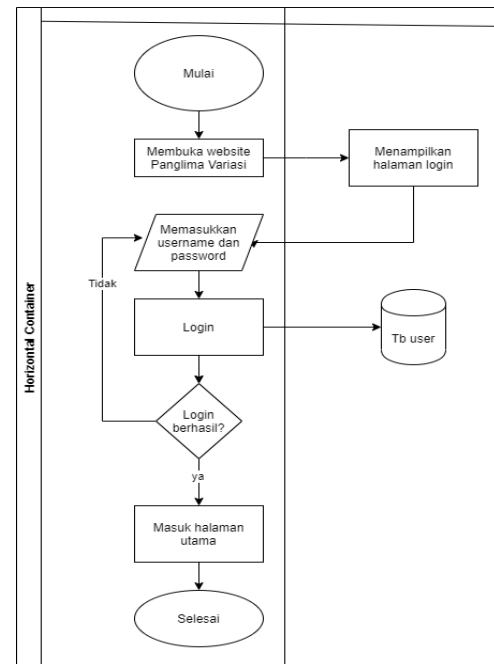 Horizontal Container
Mulai
Membuka website
Panglima Variasi
Menampilkan
halaman login
Memasukkan
username dan
password
Tidak
Login
Tb user
Login
berhasil?
ya
Masuk halaman
utama
Selesai